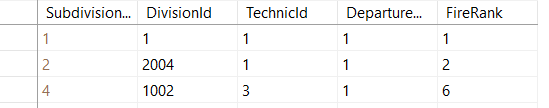 Subdivision... DivisionId TechnicId Departure... FireRank
1 1 1 1 1
2 2004 1 1 2
4 1002 3 1 6